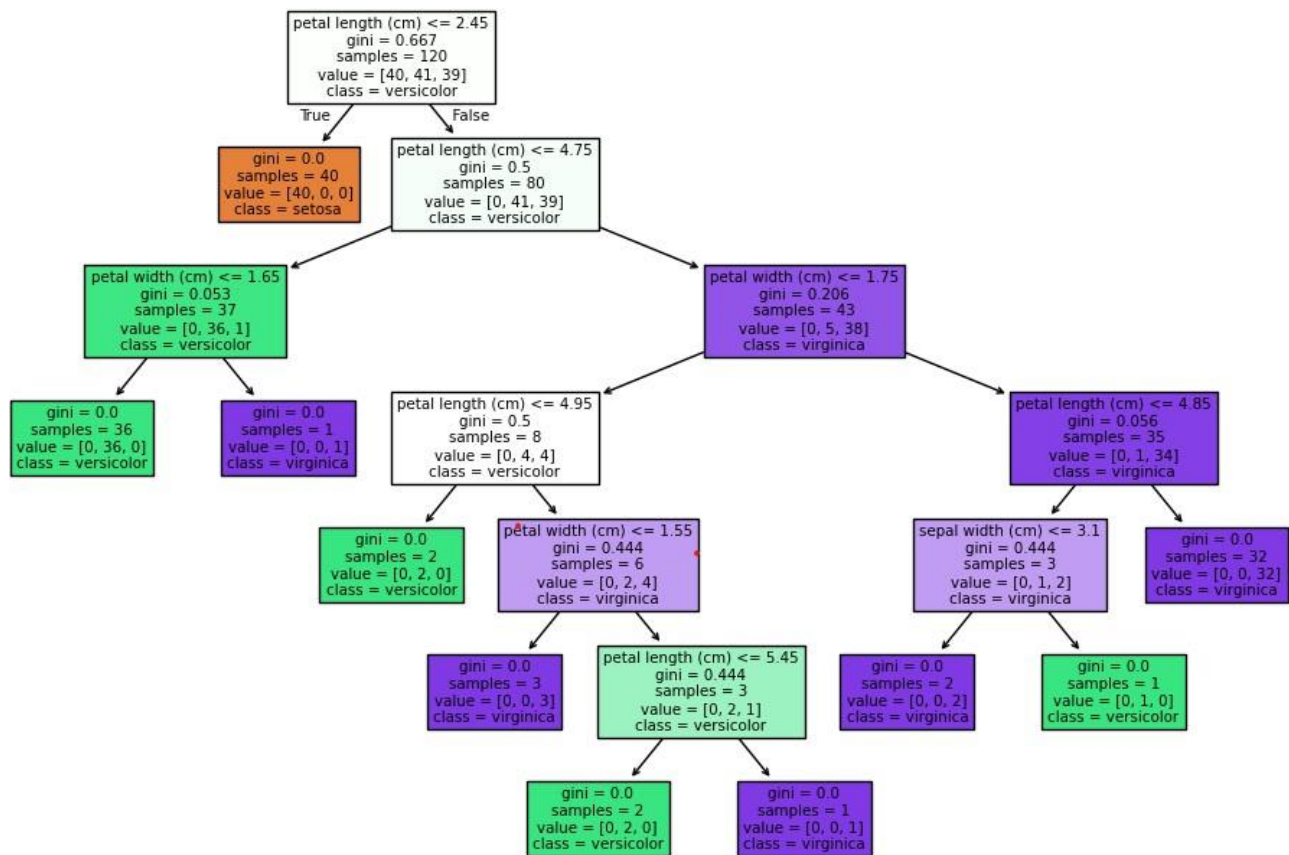 petal length (cm) <= 2.45
gini = 0.667
samples = 120
value = [40, 41, 39]
class = versicolor
True
False
gini = 0.0
samples = 40
value = [40, 0, 0]
class = setosa
petal length (cm) <= 4.75
gini = 0.5
samples = 80
value = [0, 41, 39]
class = versicolor
petal width (cm) <= 1.65
gini = 0.053
samples = 37
value = [0, 36, 1]
class = versicolor
petal width (cm) <= 1.75
gini = 0.206
samples = 43
value = [0, 5, 38]
class = virginica
gini = 0.0
samples = 36
value = [0, 36, 0]
class = versicolor
gini = 0.0
samples = 1
value = [0, 0, 1]
class = virginica
petal length (cm) <= 4.95
gini = 0.5
samples = 8
value = [0, 4, 4]
class = versicolor
petal length (cm) <= 4.85
gini = 0.056
samples = 35
value = [0, 1, 34]
class = virginica
gini = 0.0
samples = 2
value = [0, 2, 0]
class = versicolor
petal width (cm) <= 1.55
gini = 0.444
samples = 6
value = [0, 2, 4]
class = virginica
sepal width (cm) <= 3.1
gini = 0.444
samples = 3
value = [0, 1, 2]
class = virginica
gini = 0.0
samples = 32
value = [0, 0, 32]
class = virginica
gini = 0.0
samples = 3
value = [0, 0, 3]
class = virginica
petal length (cm) <= 5.45
gini = 0.444
samples = 3
value = [0, 2, 1]
class = versicolor
gini = 0.0
samples = 2
value = [0, 0, 2]
class = virginica
gini = 0.0
samples = 1
value = [0, 1, 0]
class = versicolor
gini = 0.0
samples = 2
value = [0, 2, 0]
class = versicolor
gini = 0.0
samples = 1
value = [0, 0, 1]
class = virginica